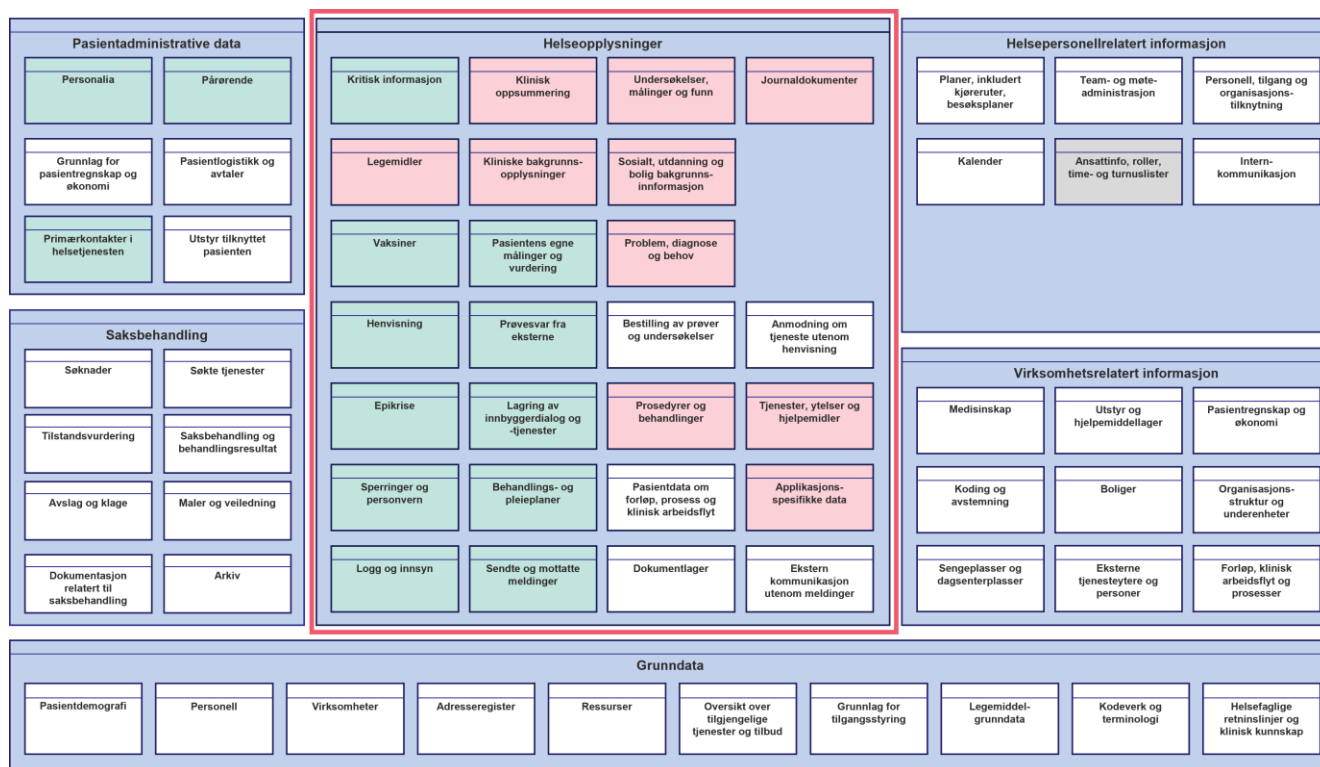 Pasientadministrative data
Personalia
Pårørende
Grunnlag for
pasientregnskap og
økonomi
Pasientlogistikk og
avtaler
Primærkontakter i
helsetjenesten
Utstyr tilknyttet
pasienten
Saksbehandling
Søknader
Søkte tjenester
Tilstandsvurdering
Saksbehandling og
behandlingsresultat
Avslag og klage
Maler og veiledning
Dokumentasjon
relatert til
saksbehandling
Arkiv
Helseopplysninger
Kritisk informasjon
Klinisk
oppsummering
Undersøkelser,
målinger og funn
Journaldokumenter
Legemidler
Kliniske bakgrunns-
opplysninger
Sosialt, utdanning og
bolig bakgrunns-
innformasjon
Vaksiner
Pasientens egne
målinger og
vurdering
Problem, diagnose
og behov
Henvisning
Prøvesvar fra
eksterne
Bestilling av prøver
og undersøkelser
Anmodning om
tjeneste utenom
henvisning
Epikrise
Lagring av
innbyggerdialog og
-tjenester
Prosedyrer og
behandlinger
Tjenester, ytelser og
hjelpemidler
Sperringer og
personvern
Behandlings- og
pleieplaner
Pasientdata om
forløp, prosess og
klinisk arbeidsflyt
Applikasjons-
spesifikke data
Logg og innsyn
Sendte og mottatte
meldinger
Dokumentlager
Ekstern
kommunikasjon
utenom meldinger
Helsepersonellrelatert informasjon
Planer, inkludert
kjøreruter,
besøksplaner
Team- og møte-
administrasjon
Personell, tilgang og
organisasjons-
tilknytning
Kalender
Ansattinfo, roller,
time- og turnuslister
Intern-
kommunikasjon
Virksomhetsrelatert informasjon
Medisinskap
Utstyr og
hjelpemiddellager
Pasientregnskap og
økonomi
Koding og
avstemning
Boliger
Organisasjons-
struktur og
underenheter
Sengeplasser og
dagsenterplasser
Eksterne
tjenesteytere og
personer
Forløp, klinisk
arbeidsflyt og
prosesser
Grunndata
Pasientdemografi
Personell
Virksomheter
Adresseregister
Ressurser
Oversikt over
tilgjengelige
tjenester og tilbud
Grunnlag for
tilgangsstyring
Legemiddel-
grunndata
Kodeverk og
terminologi
Helsefaglige
retninslinjer og
klinisk kunnskap